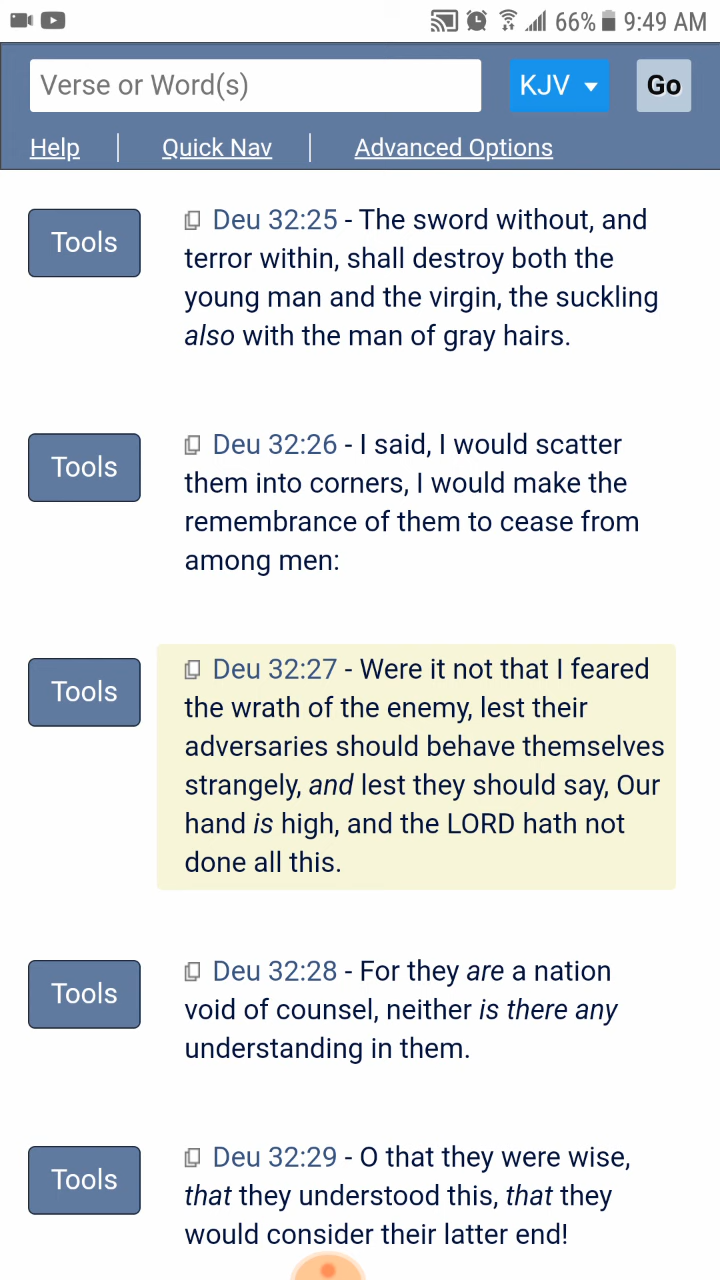 66% 9:49 AM
Verse or Word(s) KJV Go
Help Quick Nav Advanced Options
Tools
Deu 32:25 - The sword without, and
terror within, shall destroy both the
young man and the virgin, the suckling
also with the man of gray hairs.
Tools
Deu 32:26 - I said, I would scatter
them into corners, I would make the
remembrance of them to cease from
among men:
Tools
Deu 32:27 - Were it not that I feared
the wrath of the enemy, lest their
adversaries should behave themselves
strangely, and lest they should say, Our
hand is high, and the LORD hath not
done all this.
Tools
Deu 32:28 - For they are a nation
void of counsel, neither is there any
understanding in them.
Tools
Deu 32:29 - O that they were wise,
that they understood this, that they
would consider their latter end!